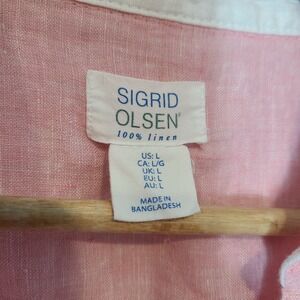 SIGRID
OLSEN
100% linen
US: L
CA: L/G
UK: L
EU: L
AU: L
MADE IN
BANGLADESH